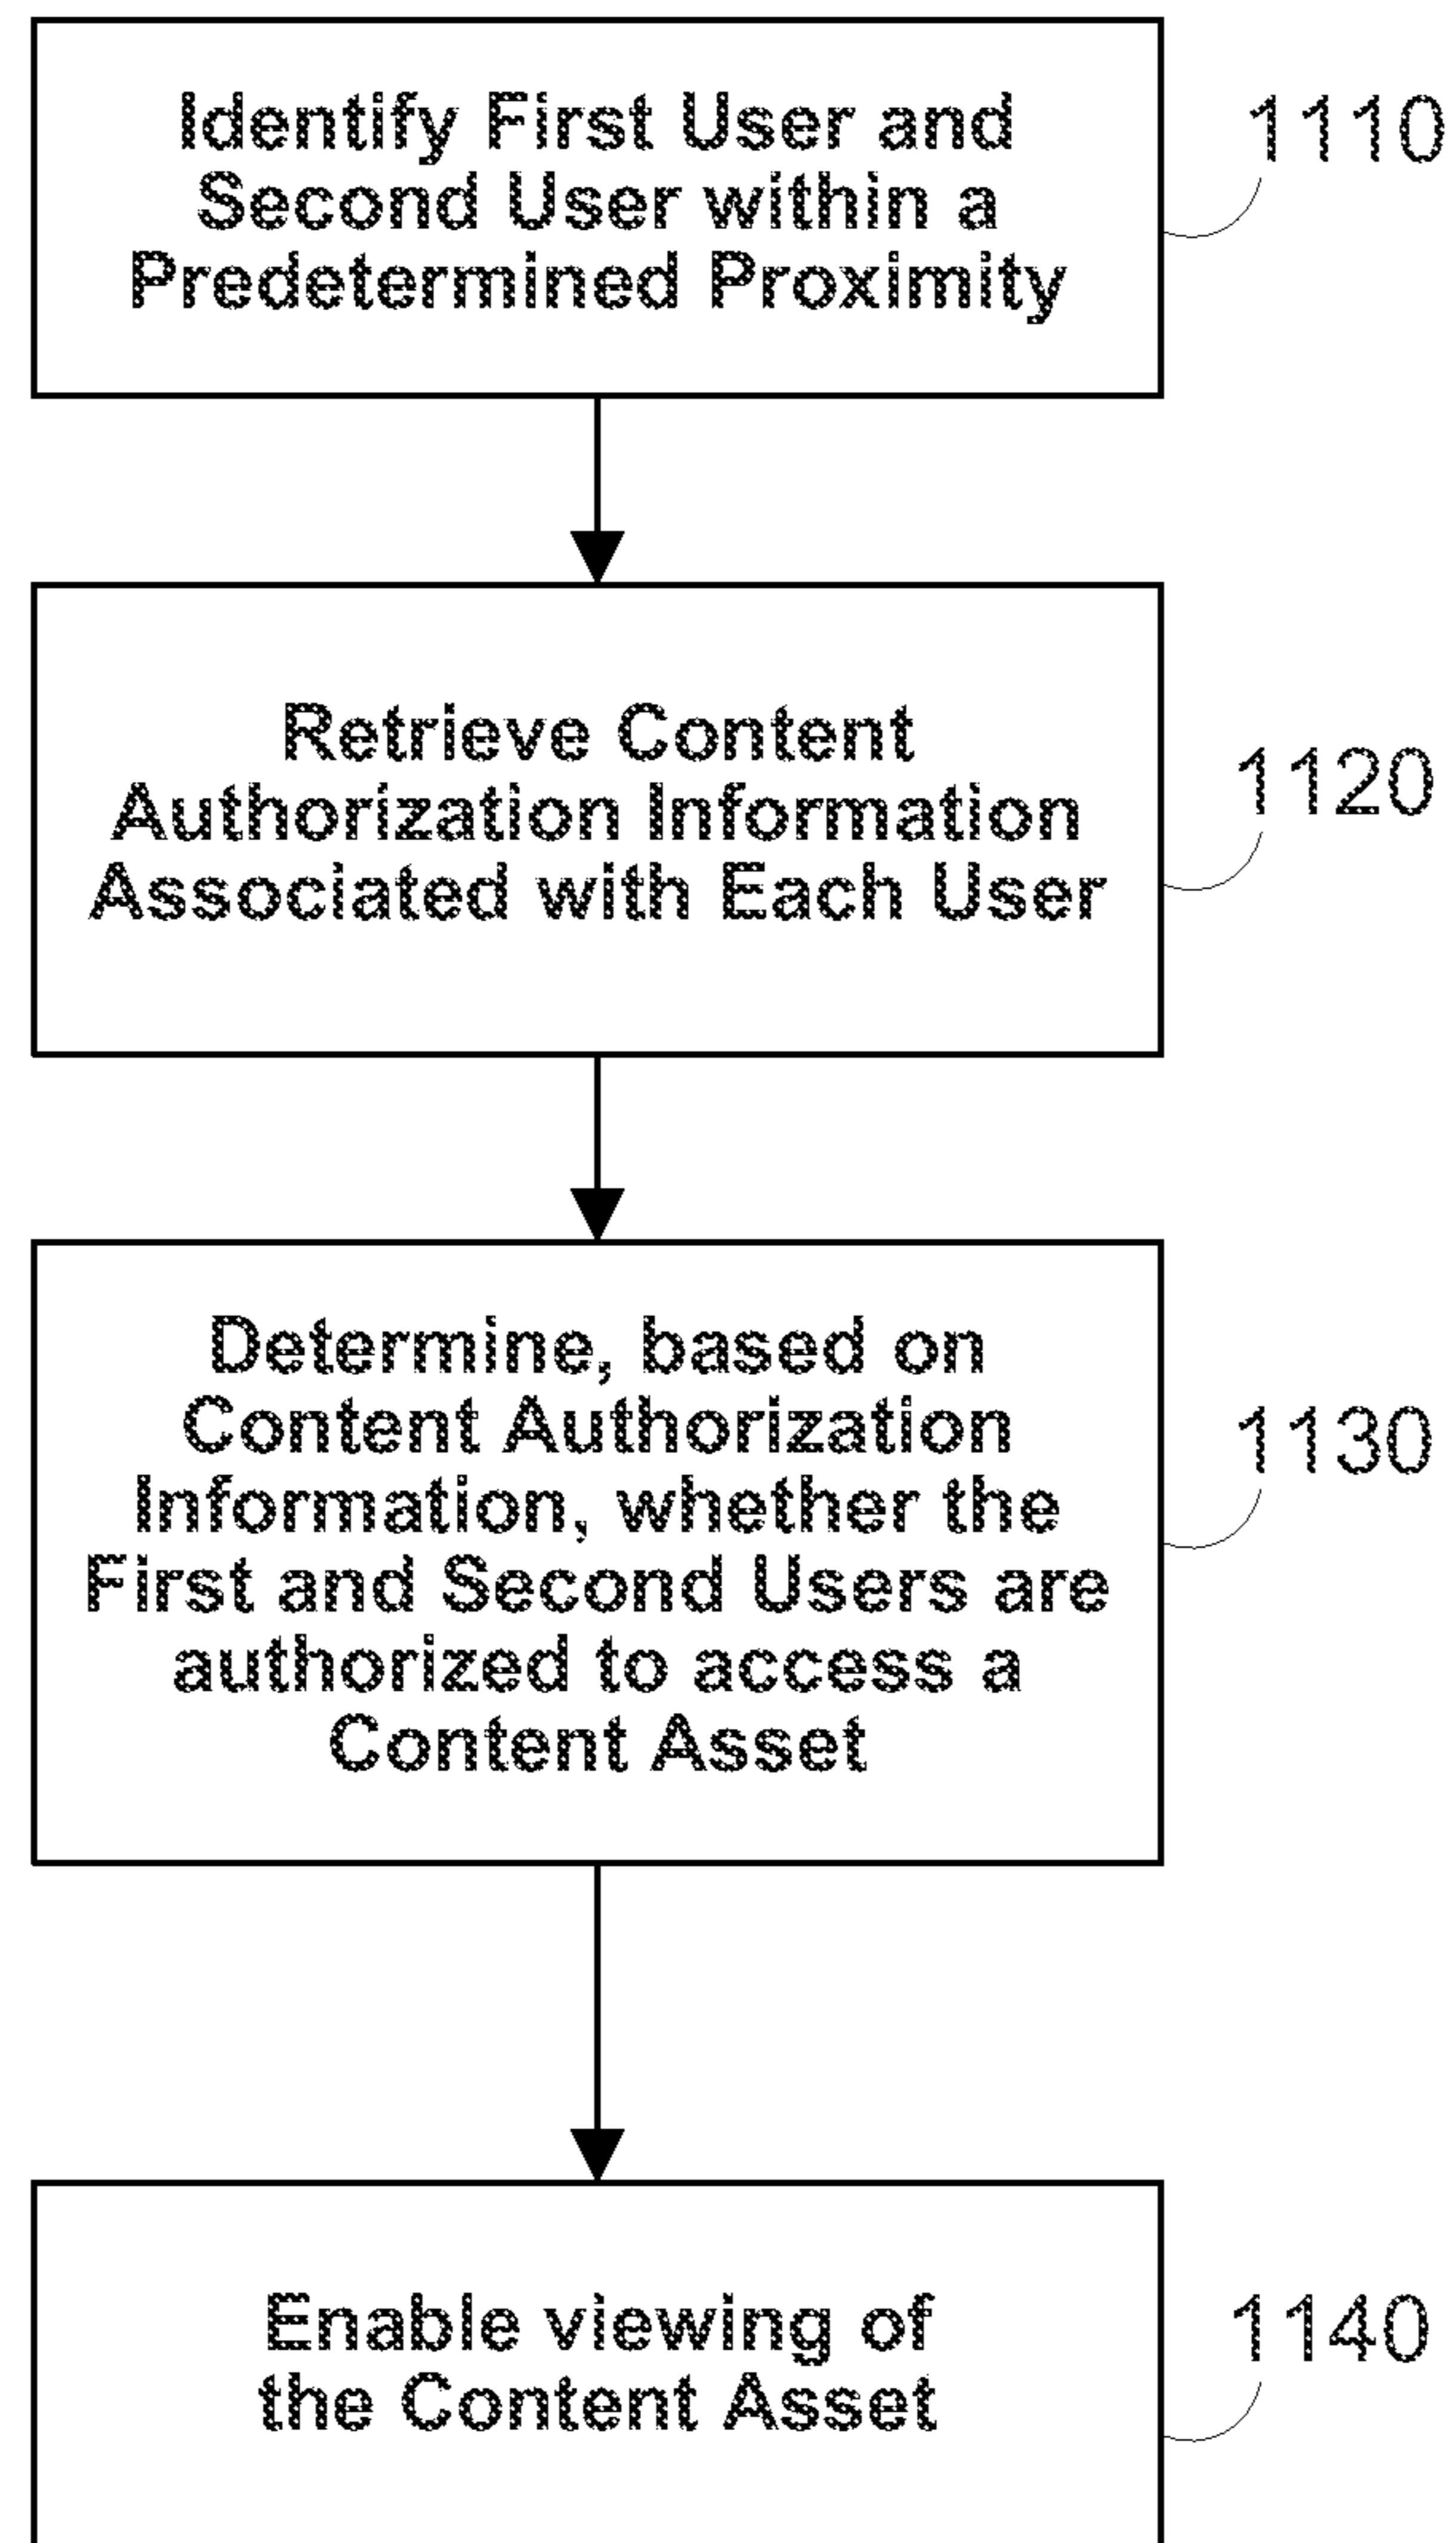 Identify First User and
Second User within a
Predetermined Proximity
1110
Retrieve Content
Authorization Information
Associated with Each User
1120
Determine, based on
Content Authorization
Information, whether the
First and Second Users are
authorized to access a
Content Asset
1130
Enable viewing of
the Content Asset
1140